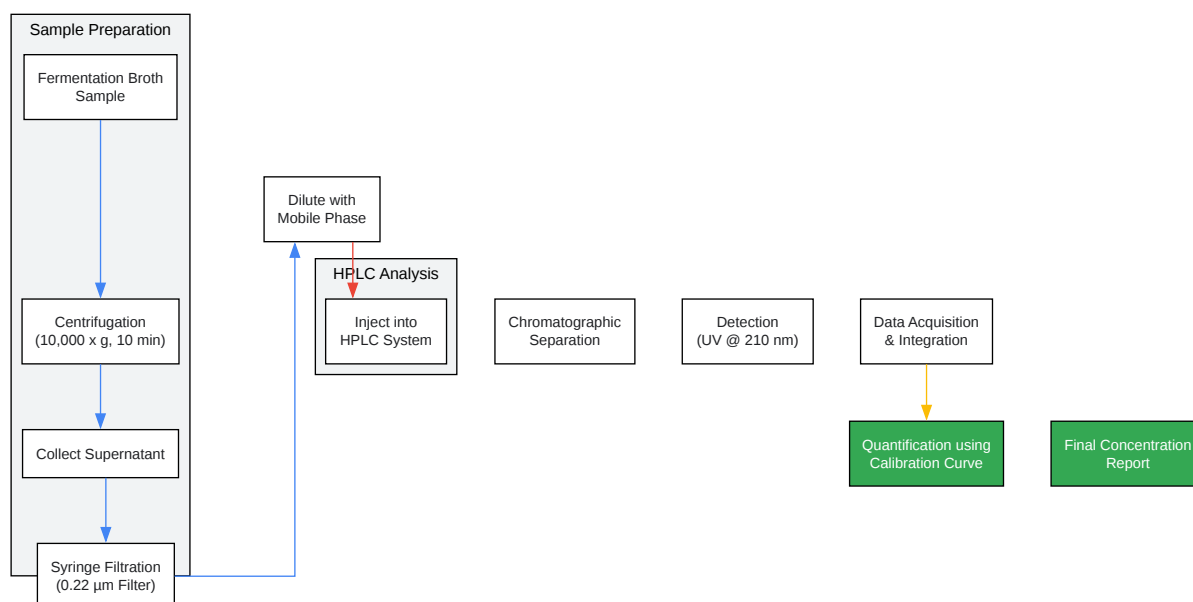 Sample Preparation
Fermentation Broth
Sample
Centrifugation
(10,000 x g, 10 min)
Collect Supernatant
Syringe Filtration
(0.22 µm Filter)
Dilute with
Mobile Phase
HPLC Analysis
Inject into
HPLC System
Chromatographic
Separation
Detection
(UV @ 210 nm)
Data Acquisition
& Integration
Quantification using
Calibration Curve
Final Concentration
Report